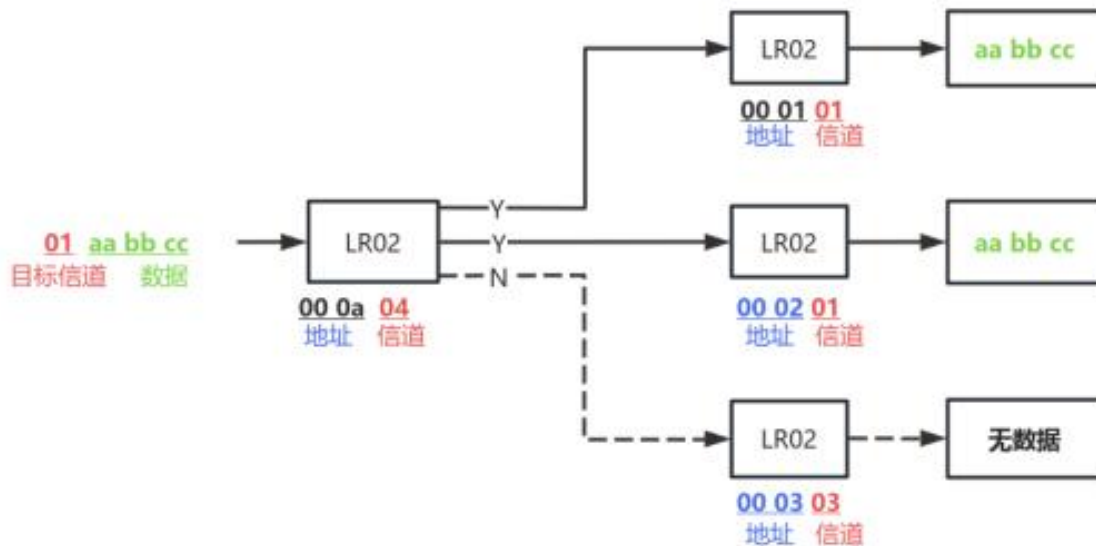 LR02
aa bb cc
00 01 01
地址 信道
Y
01 aa bb cc
目标信道 数据
LR02
Y
LR02
aa bb cc
N
00 0a 04
地址 信道
00 02 01
地址 信道
LR02
无数据
00 03 03
地址 信道